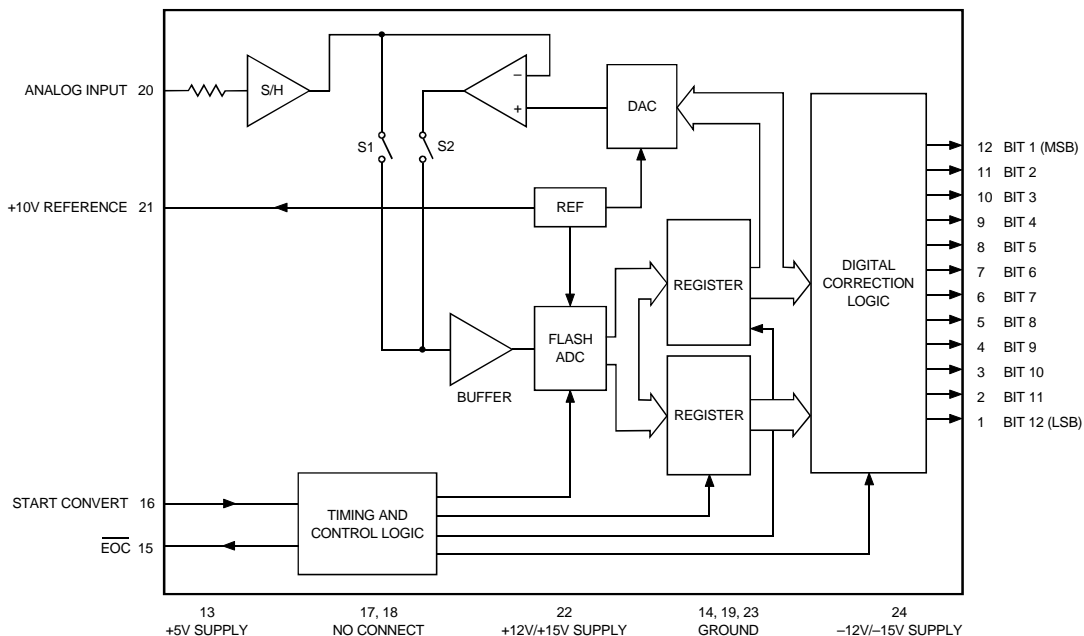 ANALOG INPUT 20
S/H
−
+
DAC
S1
S2
+10V REFERENCE 21
REF
REGISTER
DIGITAL
CORRECTION
LOGIC
FLASH
ADC
BUFFER
REGISTER
12 BIT 1 (MSB)
11 BIT 2
10 BIT 3
9 BIT 4
8 BIT 5
7 BIT 6
6 BIT 7
5 BIT 8
4 BIT 9
3 BIT 10
2 BIT 11
1 BIT 12 (LSB)
START CONVERT 16
EOC 15
TIMING AND
CONTROL LOGIC
13
+5V SUPPLY
17, 18
NO CONNECT
22
+12V/+15V SUPPLY
14, 19, 23
GROUND
24
–12V/–15V SUPPLY